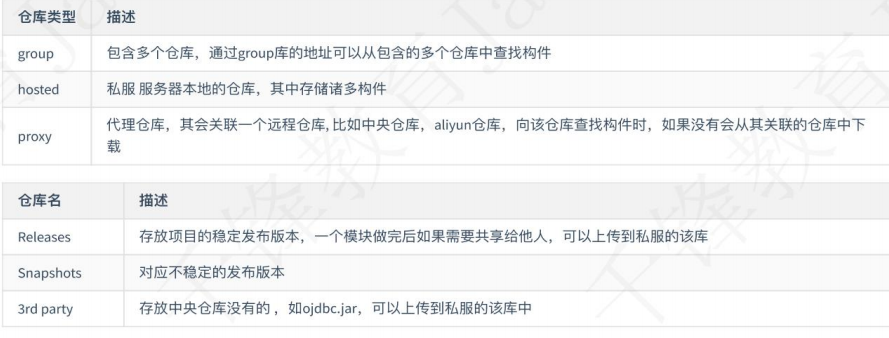 仓库类型 描述
group 包含多个仓库，通过group库的地址可以从包含的多个仓库中查找构件
hosted 私服 服务器本地的仓库，其中存储诸多构件
proxy 代理仓库，其会关联一个远程仓库, 比如中央仓库，aliyun仓库，向该仓库查找构件时，如果没有会从其关联的仓库中下
载
仓库名 描述
Releases 存放项目的稳定发布版本，一个模块做完后如果需要共享给他人，可以上传到私服的该库
Snapshots 对应不稳定的发布版本
3rd party 存放中央仓库没有的 ，如ojdbc.jar，可以上传到私服的该库中
千锋教育Ja